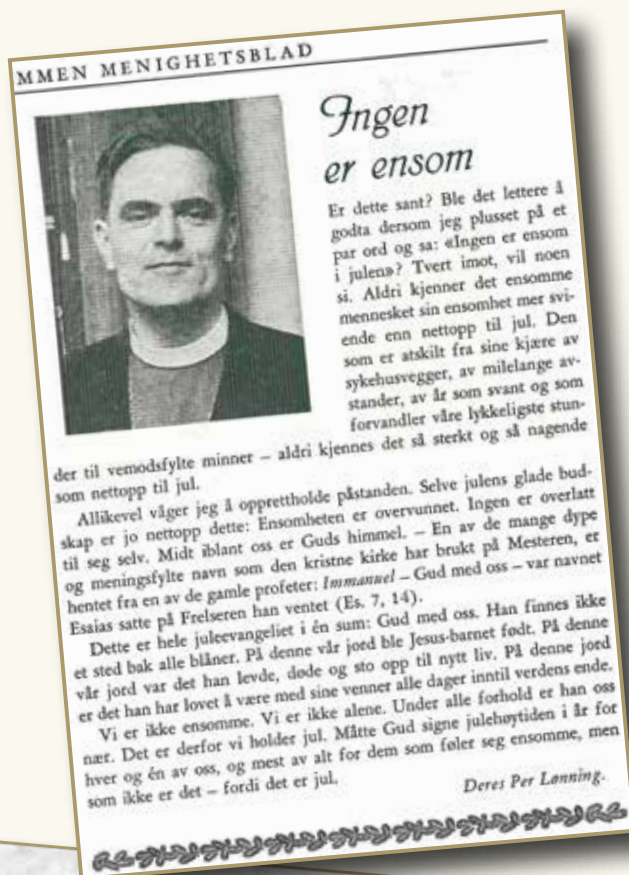 MMEN MENIGHETSBLAD
Ingen
er ensom
Er dette sant? Ble det lettere å
godta dersom jeg plusset på et
par ord og sa: «Ingen er ensom
i julen»? Tvert imot, vil noen
si. Aldri kjenner det ensomme
mennesket sin ensomhet mer svi-
ende enn nettopp til jul. Den
som er atskilt fra sine kjære av
sykehusvegger, av milelange av-
stander, av år som svant og som
forvandler våre lykkeligste stun-
der til vemodsfylte minner – aldri kjennes det så sterkt og så nagende
som nettopp til jul.
Allikevel våger jeg å opprettholde påstanden. Selve julens glade bud-
skap er jo nettopp dette: Ensomheten er overvunnet. Ingen er overlatt
til seg selv. Midt iblant oss er Guds himmel. – En av de mange dype
og meningsfylte navn som den kristne kirke har brukt på Mesteren, er
hentet fra en av de gamle profeter: Immanuel – Gud med oss – var navnet
Esaias satte på Frelseren han ventet (Es. 7, 14).
Dette er hele juleevangeliet i én sum: Gud med oss. Han finnes ikke
et sted bak alle blåner. På denne vår jord ble Jesus-barnet født. På denne
vår jord var det han levde, døde og sto opp til nytt liv. På denne jord
er det han har lovet å være med sine venner alle dager inntil verdens ende.
Vi er ikke ensomme. Vi er ikke alene. Under alle forhold er han oss
nær. Det er derfor vi holder jul. Måtte Gud signe julehøytiden i år for
hver og én av oss, og mest av alt for dem som føler seg ensomme, men
som ikke er det – fordi det er jul.
Deres Per Lønning.